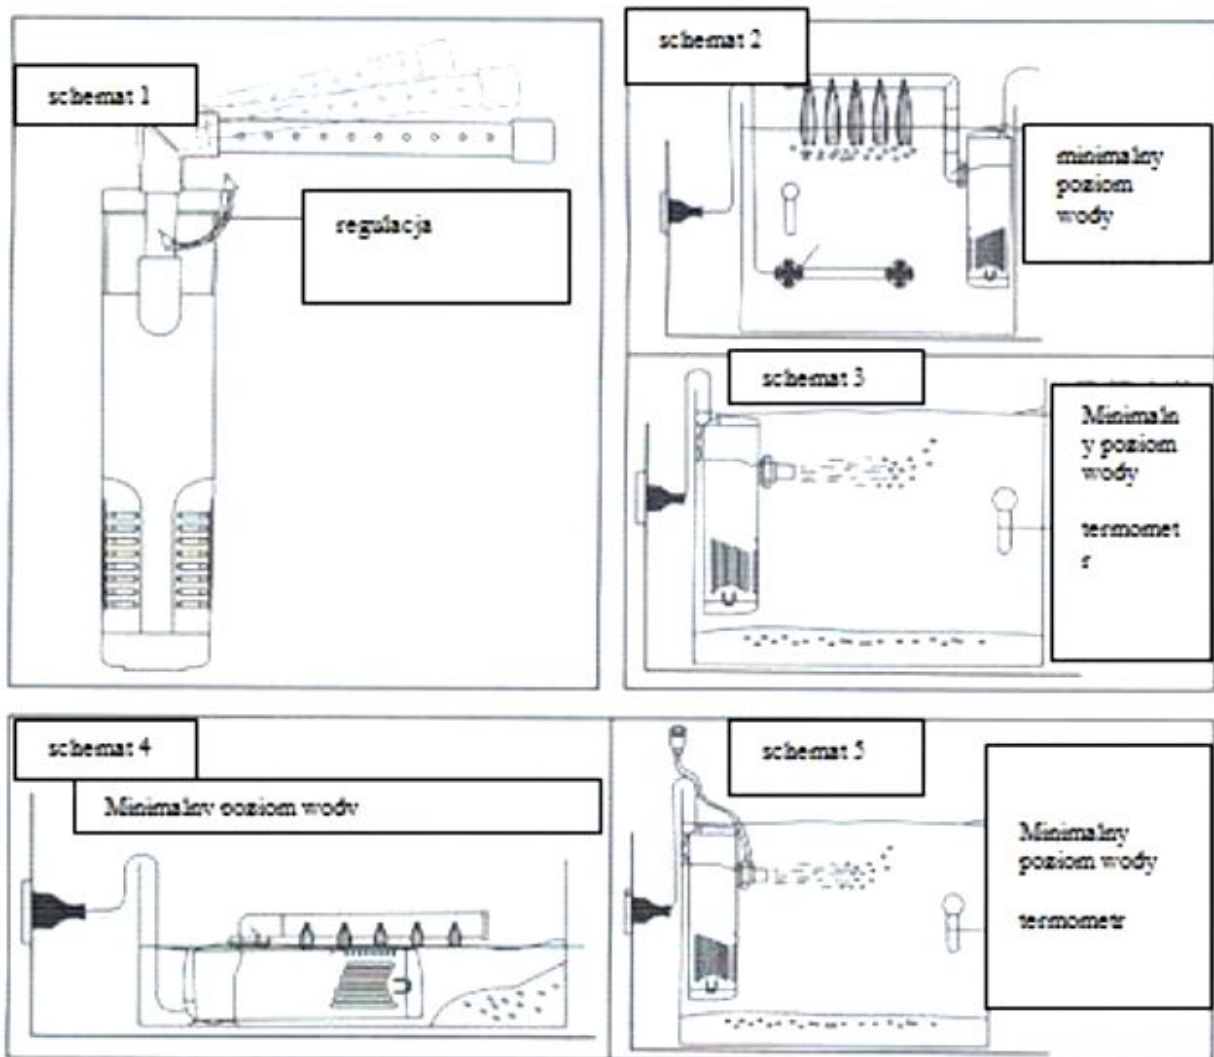 schemat 1
regulacja
schemat 2
minimalny
poziom
wody
schemat 3
Minimaln
y poziom
wody
termomet
r
schemat 4
Minimalny poziom wody
schemat 5
Minimalny
poziom wody
termometr